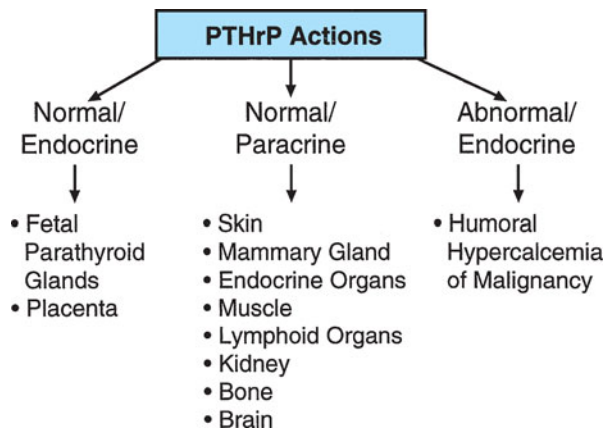 PTHrP Actions
Normal/
Endocrine
• Fetal
Parathyroid
Glands
• Placenta
Normal/
Paracrine
• Skin
• Mammary Gland
• Endocrine Organs
• Muscle
• Lymphoid Organs
• Kidney
• Bone
• Brain
Abnormal/
Endocrine
• Humoral
Hypercalcemia
of Malignancy